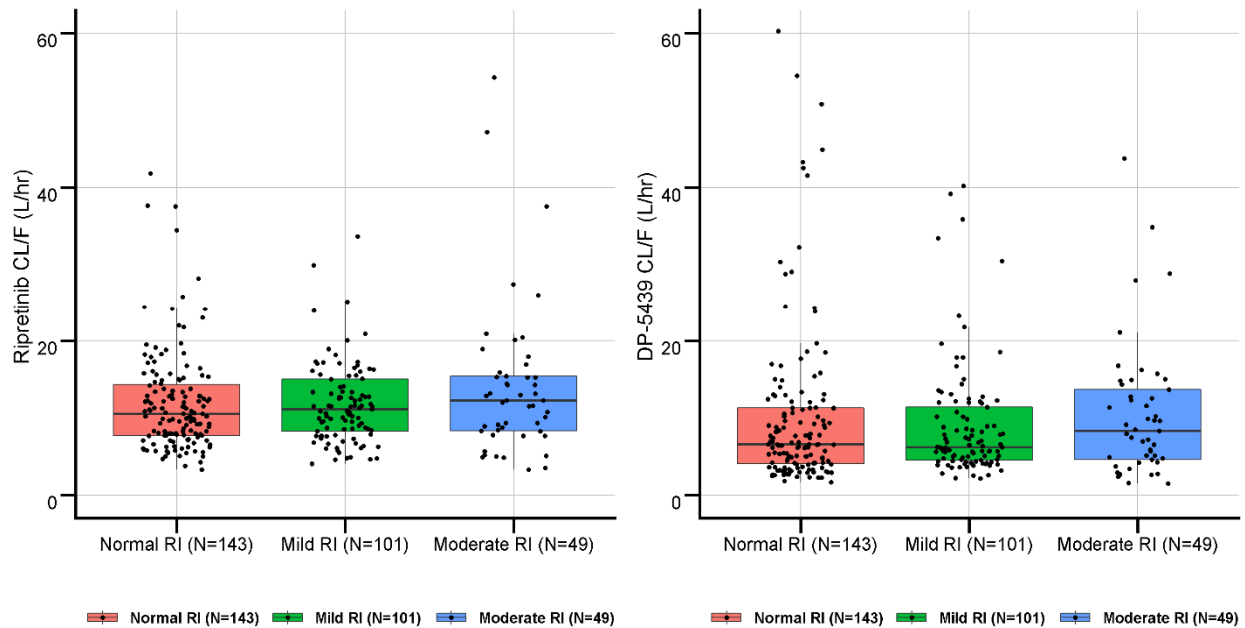 Ripretinib CL/F (L/hr)
60
40
20
0
Normal RI (N=143) Mild RI (N=101) Moderate RI (N=49)
Normal RI (N=143) Mild RI (N=101) Moderate RI (N=49)
DP-5439 CL/F (L/hr)
60
40
20
0
Normal RI (N=143) Mild RI (N=101) Moderate RI (N=49)
Normal RI (N=143) Mild RI (N=101) Moderate RI (N=49)